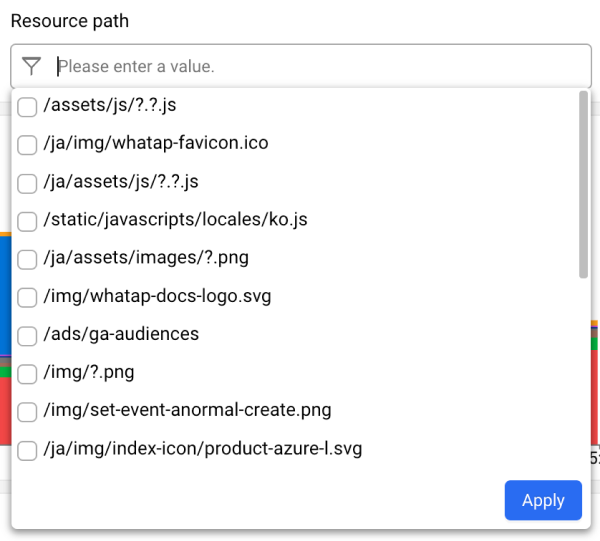 Resource path
Please enter a value.
/assets/js/?.?.js
/ja/img/whatap-favicon.ico
/ja/assets/js/?.?.js
/static/javascripts/locales/ko.js
/ja/assets/images/?.png
/img/whatap-docs-logo.svg
/ads/ga-audiences
/img/?.png
/img/set-event-anormal-create.png
/ja/img/index-icon/product-azure-l.svg
Apply